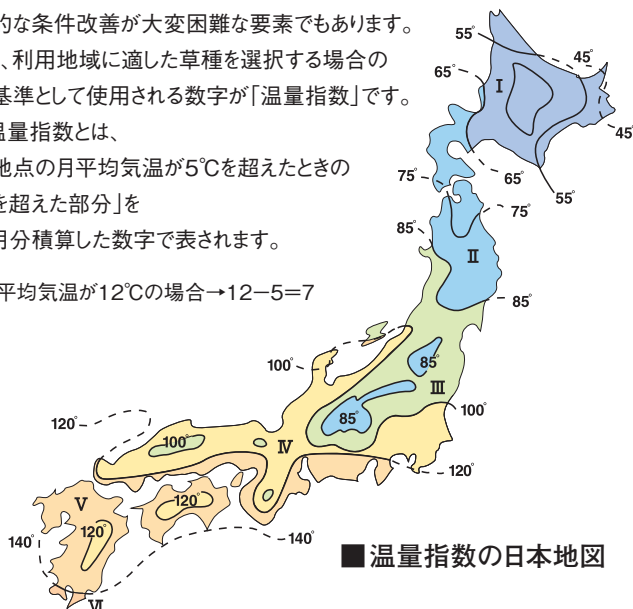 的な条件改善が大変困難な要素でもあります。
、利用地域に適した草種を選択する場合の
基準として使用される数字が「温量指数」です。
温量指数とは、
地点の月平均気温が5℃を超えたときの
を超えた部分」を
月分積算した数字で表されます。
平均気温が12℃の場合→12−5=7
55°
45°
65°
I
45°
75°
65°
55°
75°
85°
II
85°
100°
85°
III
100°
85°
120°
100°
IV
120°
V
120°
120°
140°
140°
VI
■温量指数の日本地図